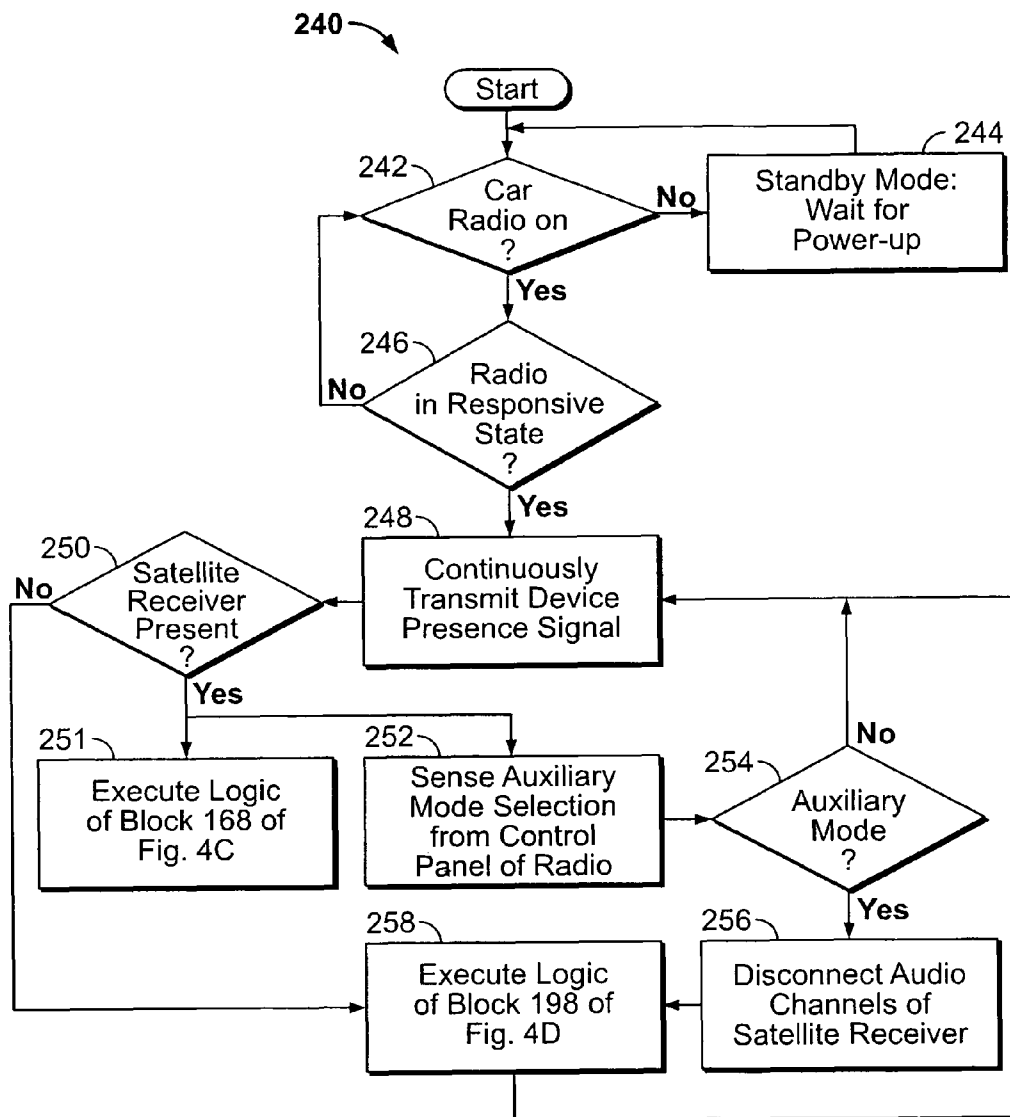 240
Start
242
Car
Radio on
?
No
244
Standby Mode:
Wait for
Power-up
Yes
246
Radio
in Responsive
State
?
No
Yes
248
Continuously
Transmit Device
Presence Signal
250
Satellite
Receiver
Present
?
No
Yes
251
Execute Logic
of Block 168 of
Fig. 4C
252
Sense Auxiliary
Mode Selection
from Control
Panel of Radio
254
Auxiliary
Mode
?
No
Yes
256
Disconnect Audio
Channels of
Satellite Receiver
258
Execute Logic
of Block 198 of
Fig. 4D